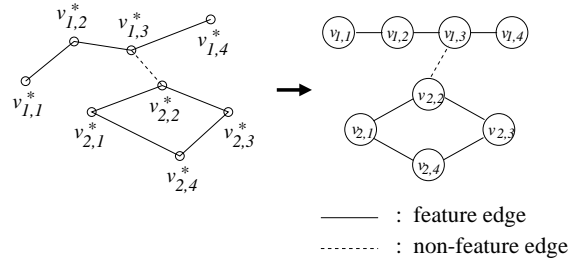 v*1,2
v*1,3
v*1,4
v*1,1
v*2,2
v*2,1
v*2,3
v*2,4
v1,1 v1,2 v1,3 v1,4
v2,2
v2,1 v2,3
v2,4
: feature edge
: non-feature edge